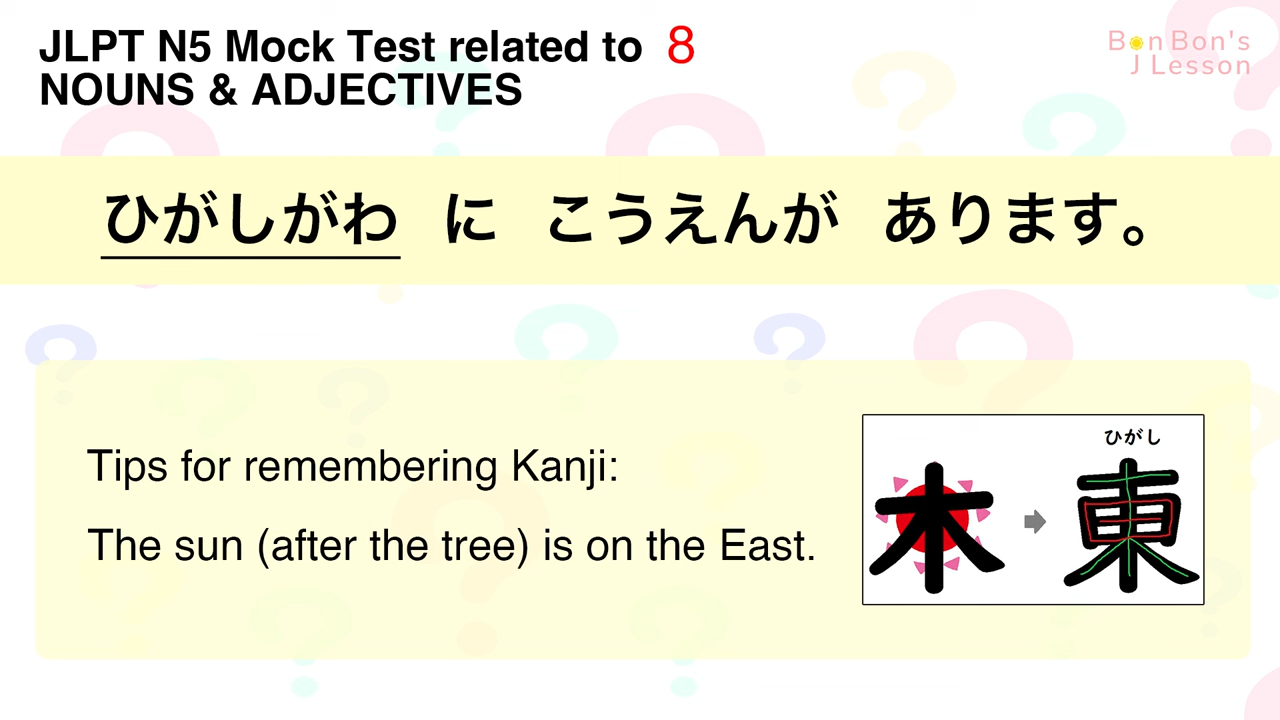 JLPT N5 Mock Test related to 8
NOUNS & ADJECTIVES
BonBon's
J Lesson
ひがしがわ に こうえんが あります。
Tips for remembering Kanji:
The sun (after the tree) is on the East.
ひがし
木 東